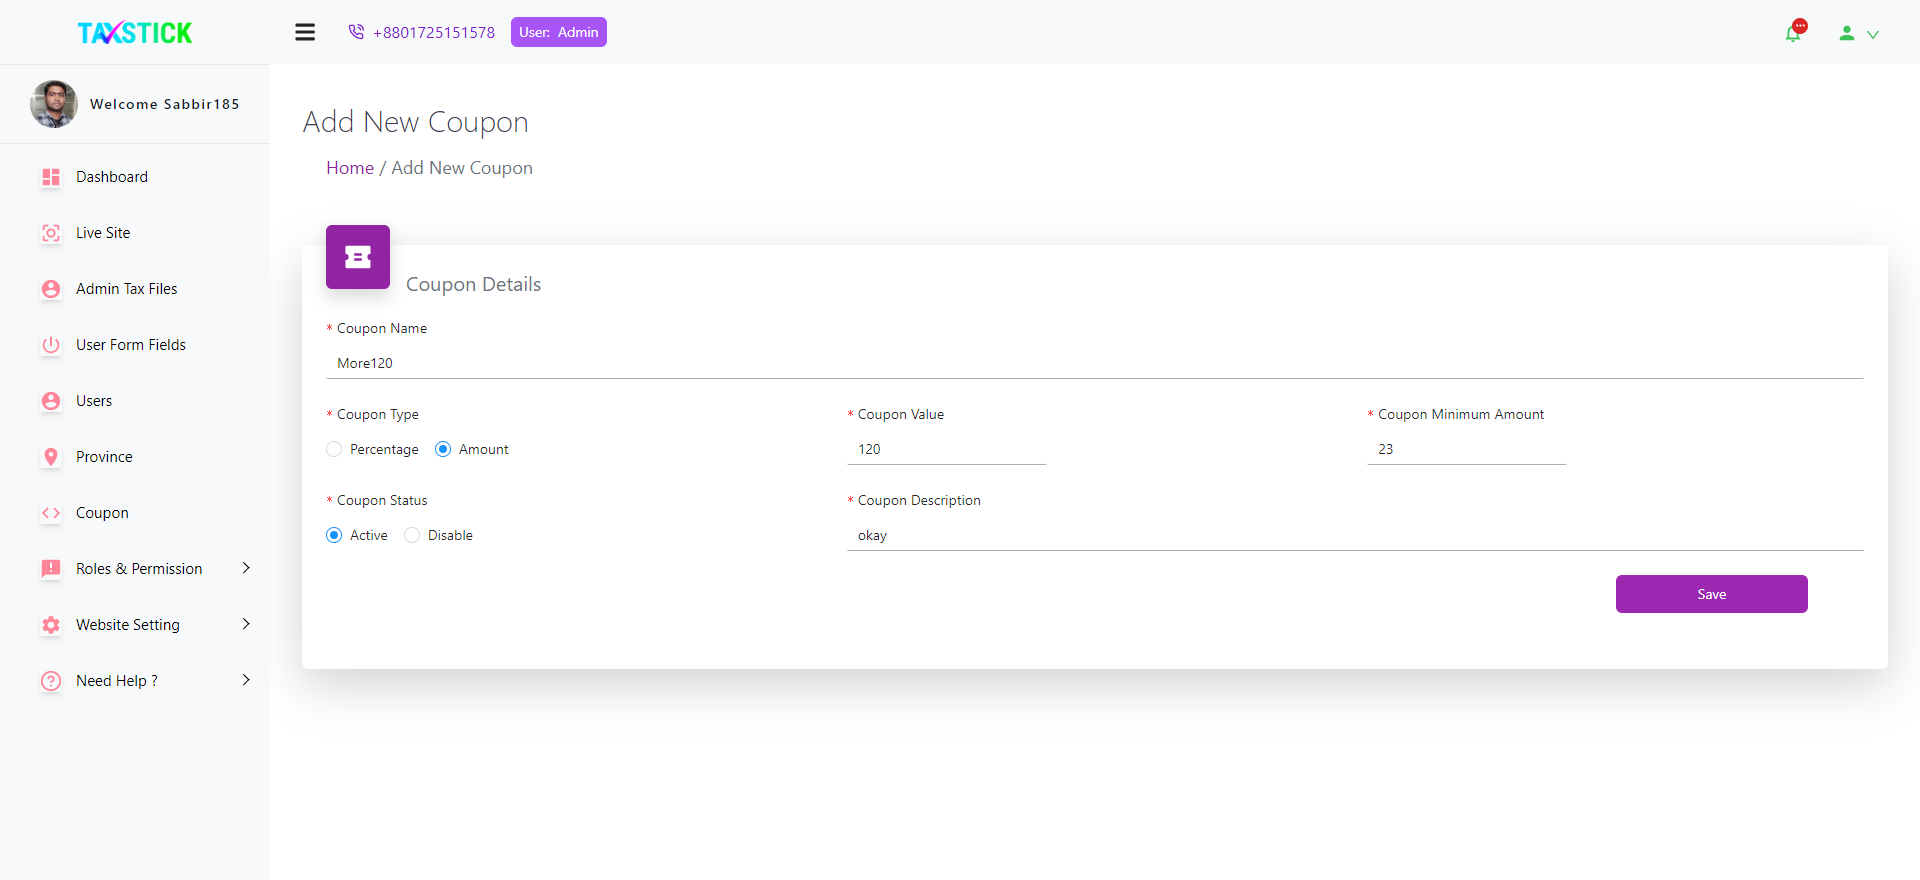 TAXSTICK
+8801725151578
User: Admin
Welcome Sabbir185
Dashboard
Live Site
Admin Tax Files
User Form Fields
Users
Province
Coupon
Roles & Permission
Website Setting
Need Help ?
Add New Coupon
Home / Add New Coupon
Coupon Details
* Coupon Name
More120
* Coupon Type
Percentage Amount
* Coupon Value
120
* Coupon Minimum Amount
23
* Coupon Status
Active Disable
* Coupon Description
okay
Save